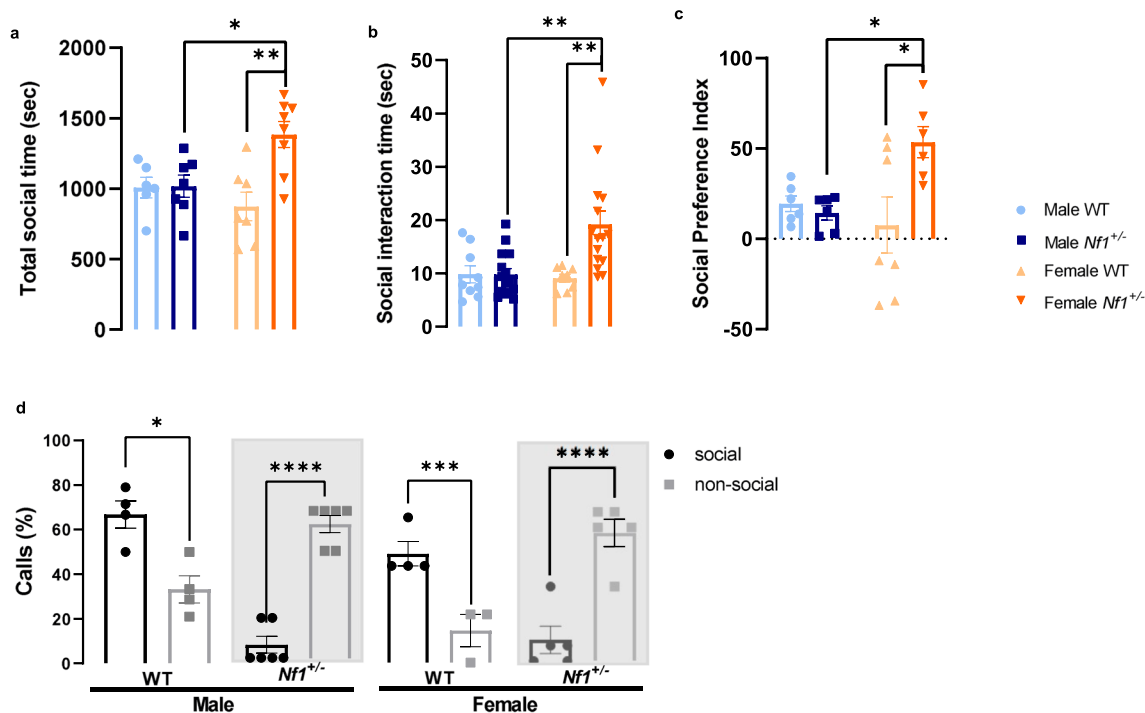 a
Total social time (sec)
2000
1500
1000
500
0
*
**
b
Social interaction time (sec)
50
40
30
20
10
0
**
**
c
Social Preference Index
100
50
0
-50
*
*
Male WT
Male Nf1+/-
Female WT
Female Nf1+/-
d
Calls (%)
100
80
60
40
20
0
*
****
***
****
social
non-social
WT
Nf1+/-
WT
Nf1+/-
Male
Female